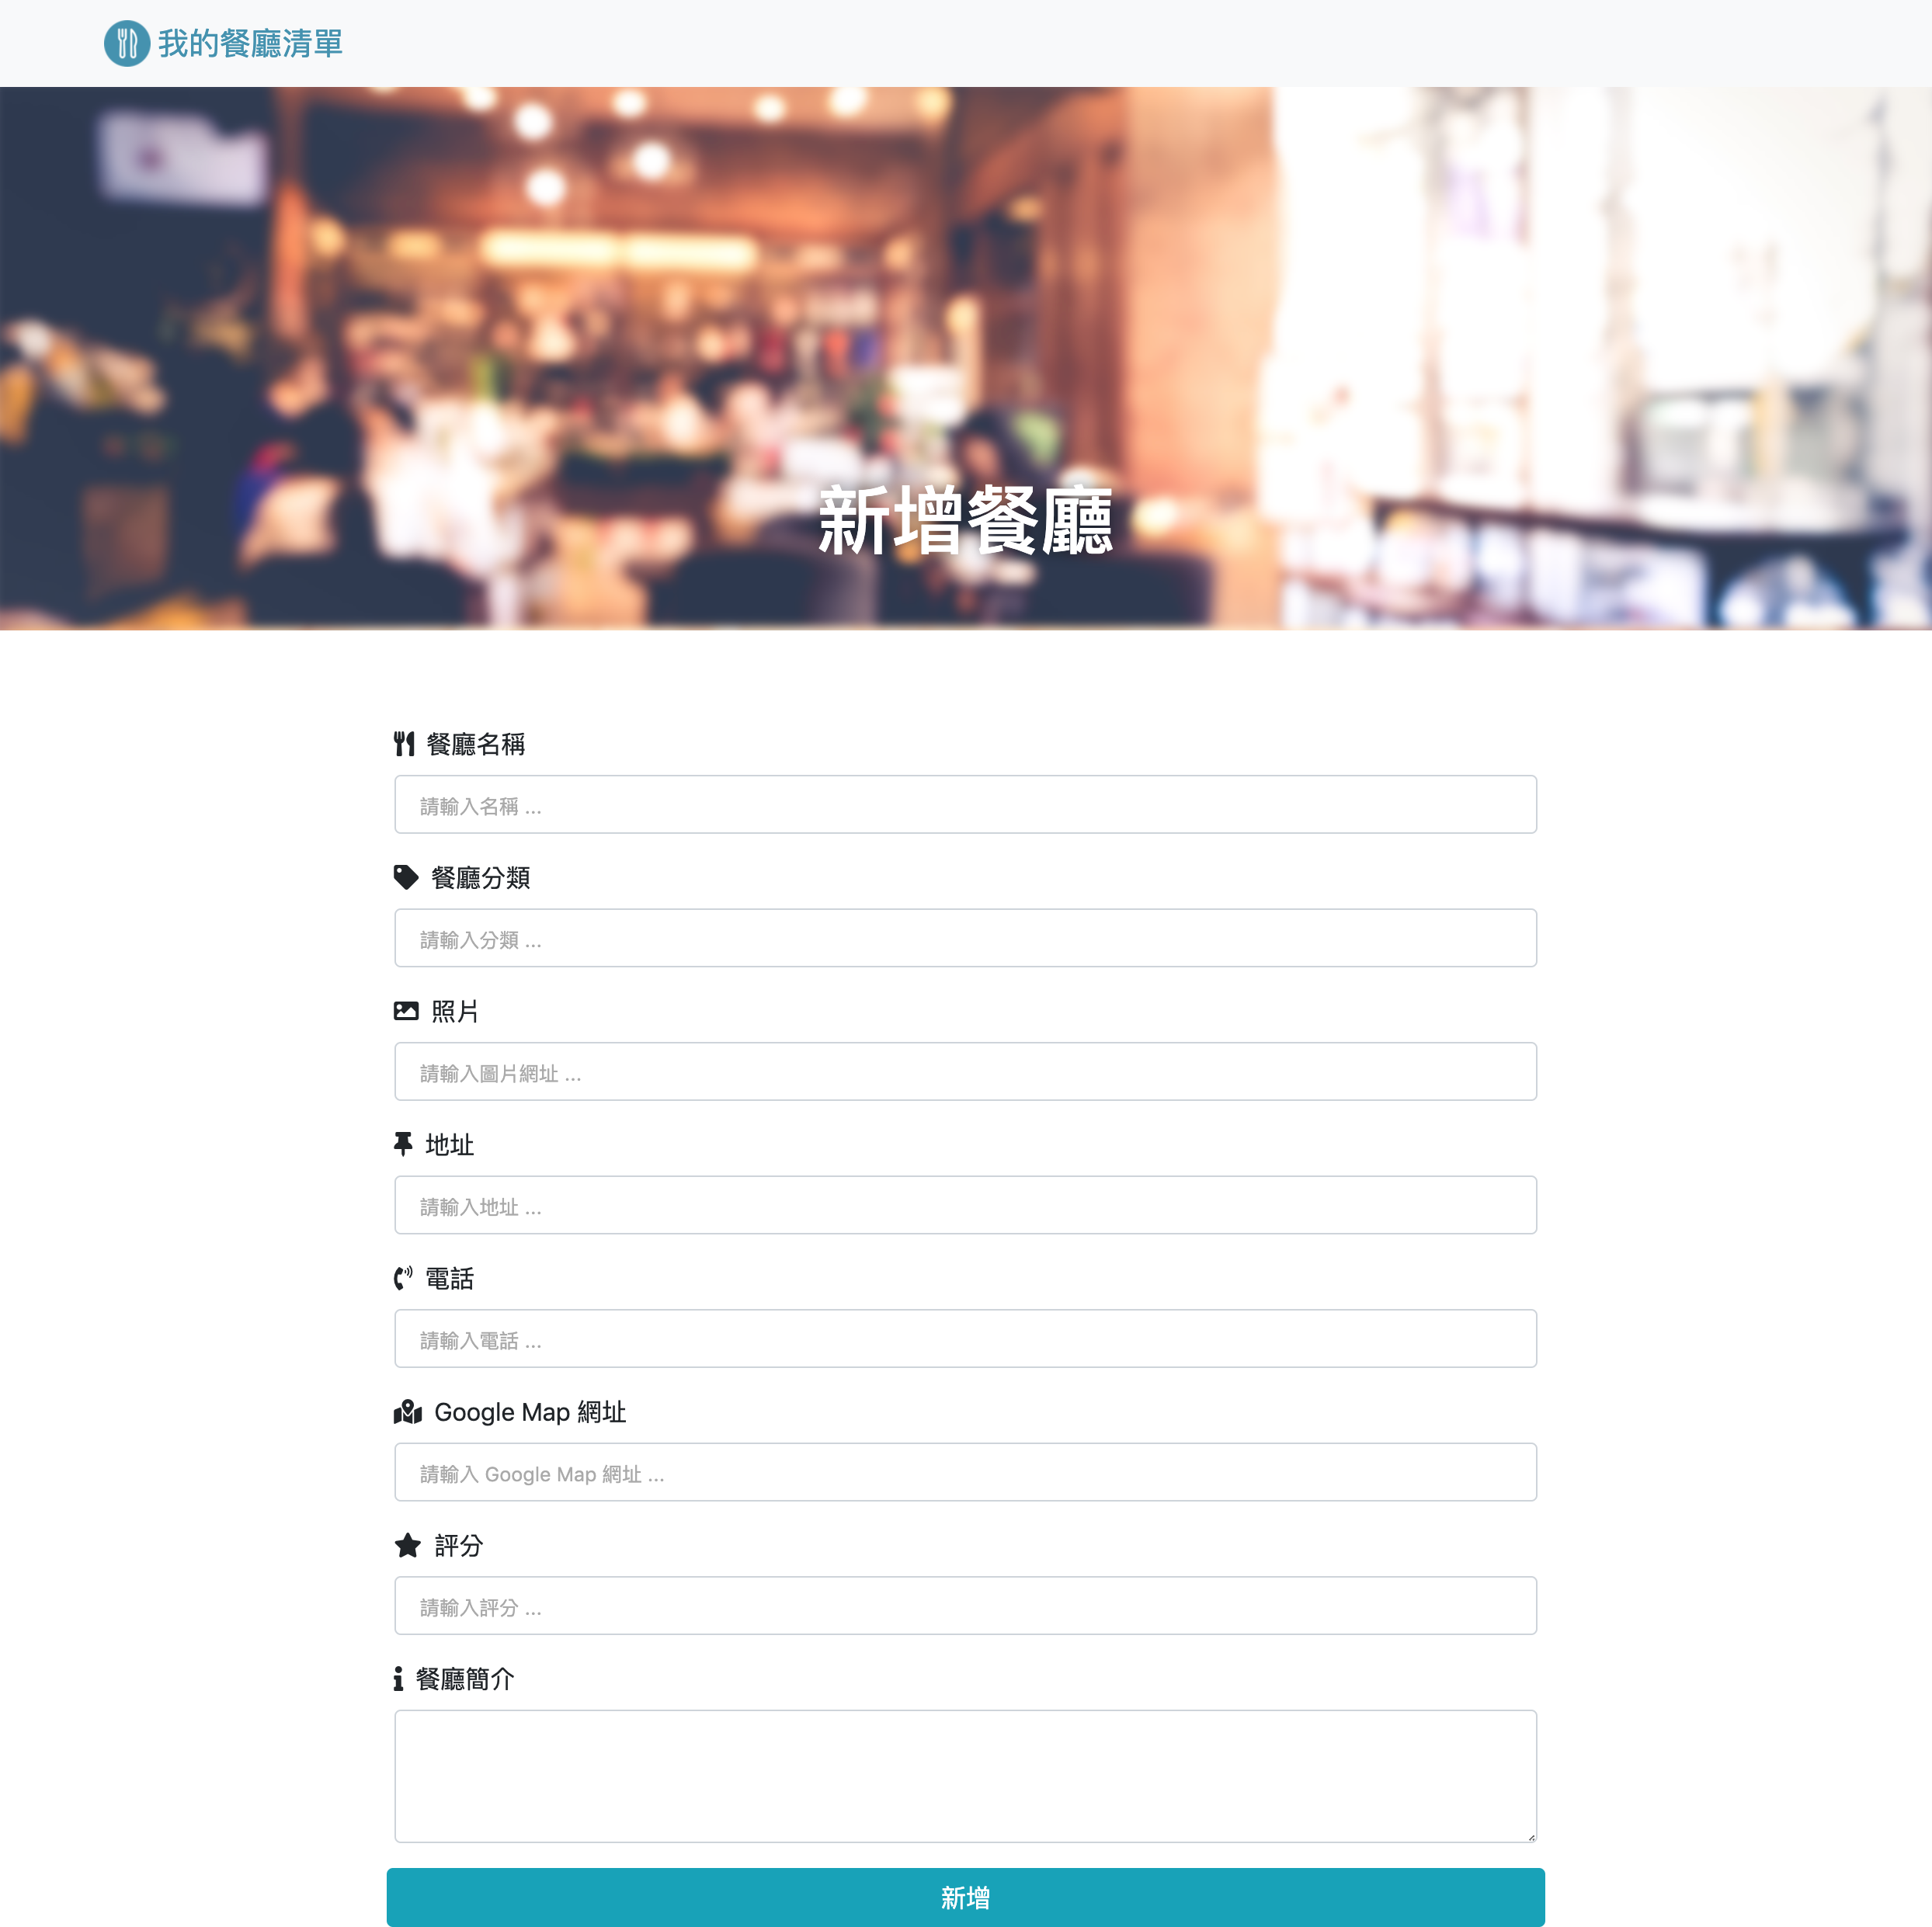 我的餐廳清單
新增餐廳
餐廳名稱
請輸入名稱 ...
餐廳分類
請輸入分類 ...
照片
請輸入圖片網址 ...
地址
請輸入地址 ...
電話
請輸入電話 ...
Google Map 網址
請輸入 Google Map 網址 ...
評分
請輸入評分 ...
餐廳簡介
新增